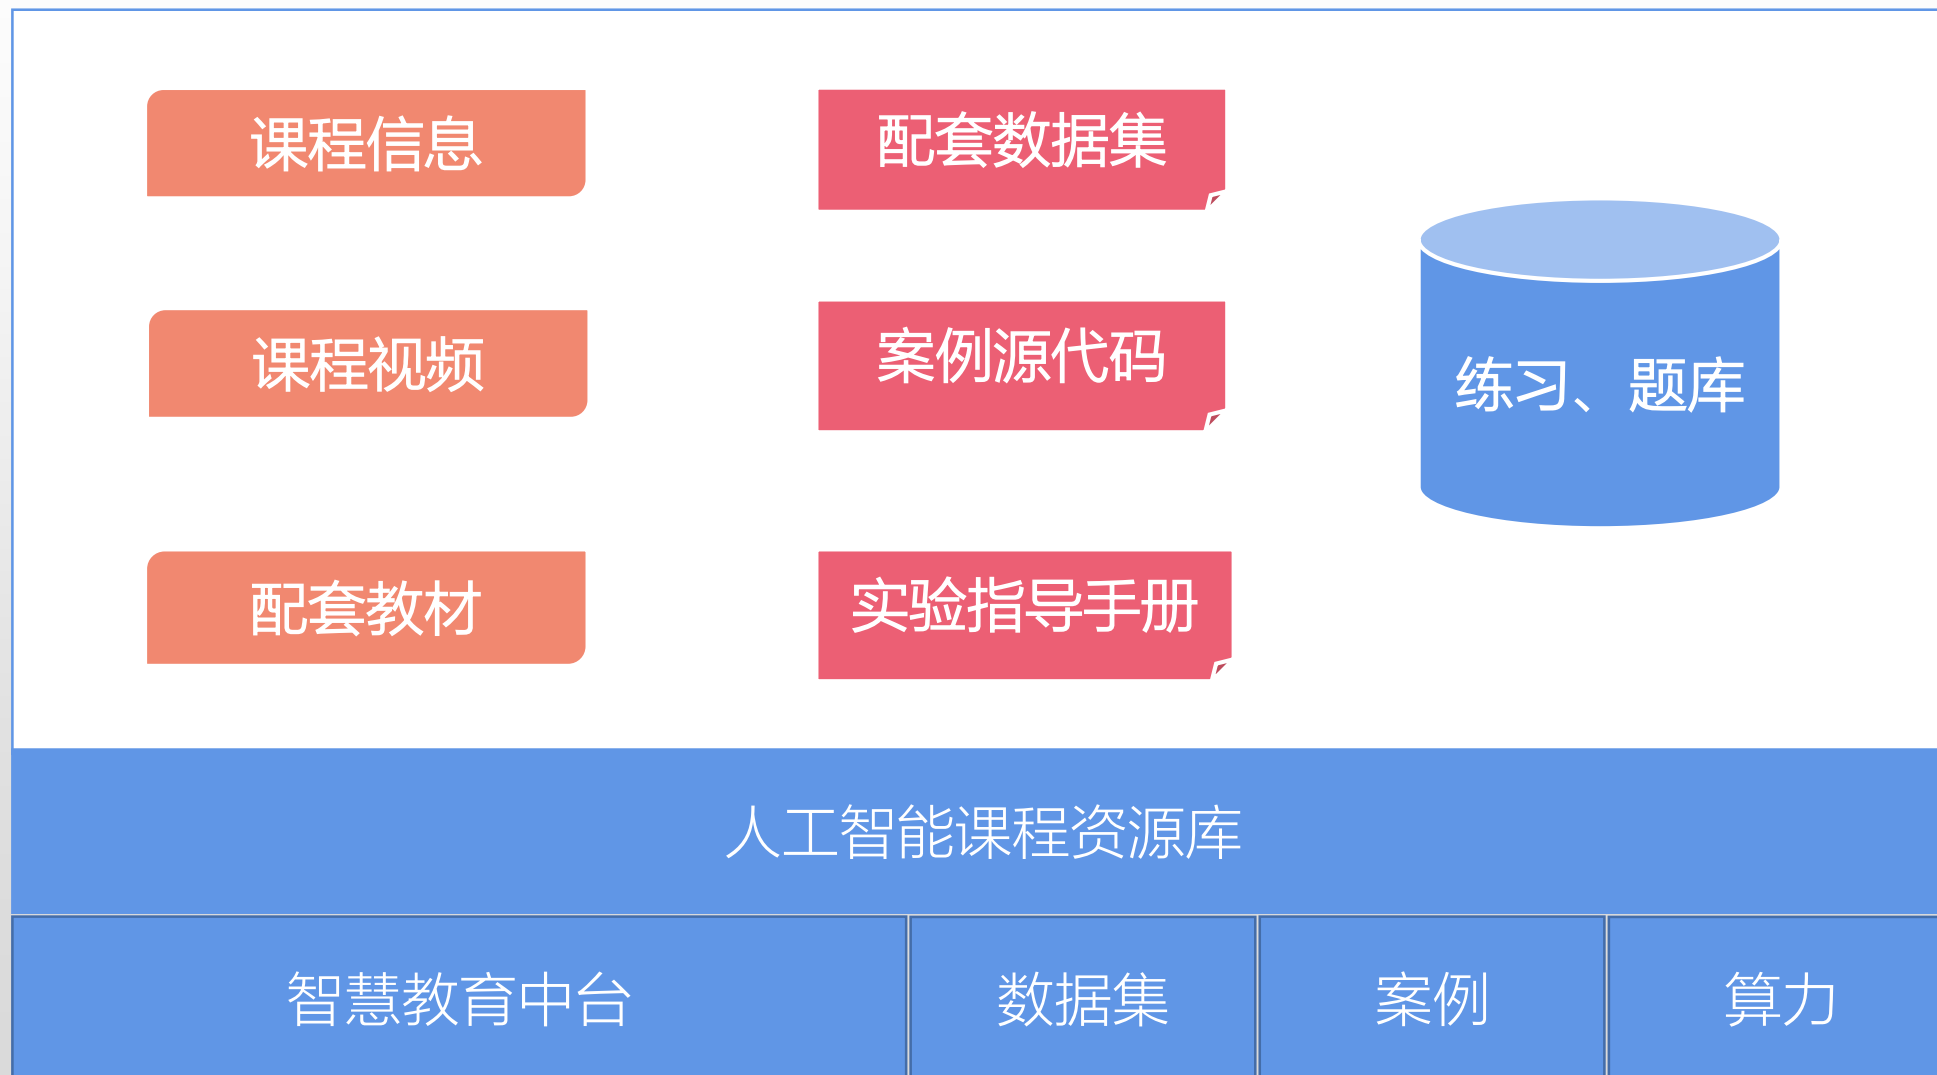 课程信息
配套数据集
课程视频
案例源代码
练习、题库
配套教材
实验指导手册
人工智能课程资源库
智慧教育中台
数据集
案例
算力